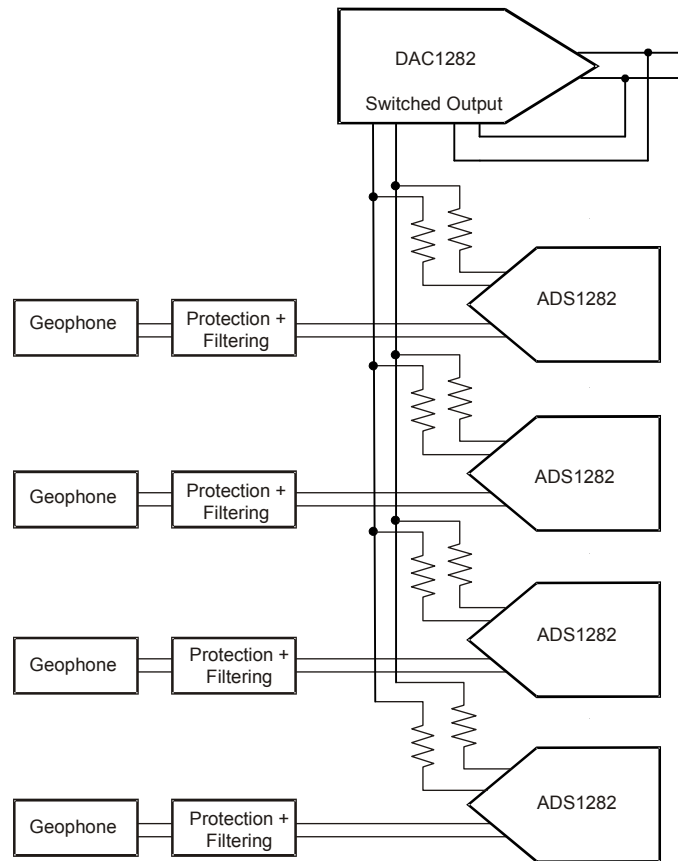 DAC1282
Switched Output
ADS1282
Geophone
Protection +
Filtering
ADS1282
Geophone
Protection +
Filtering
ADS1282
Geophone
Protection +
Filtering
ADS1282
Geophone
Protection +
Filtering